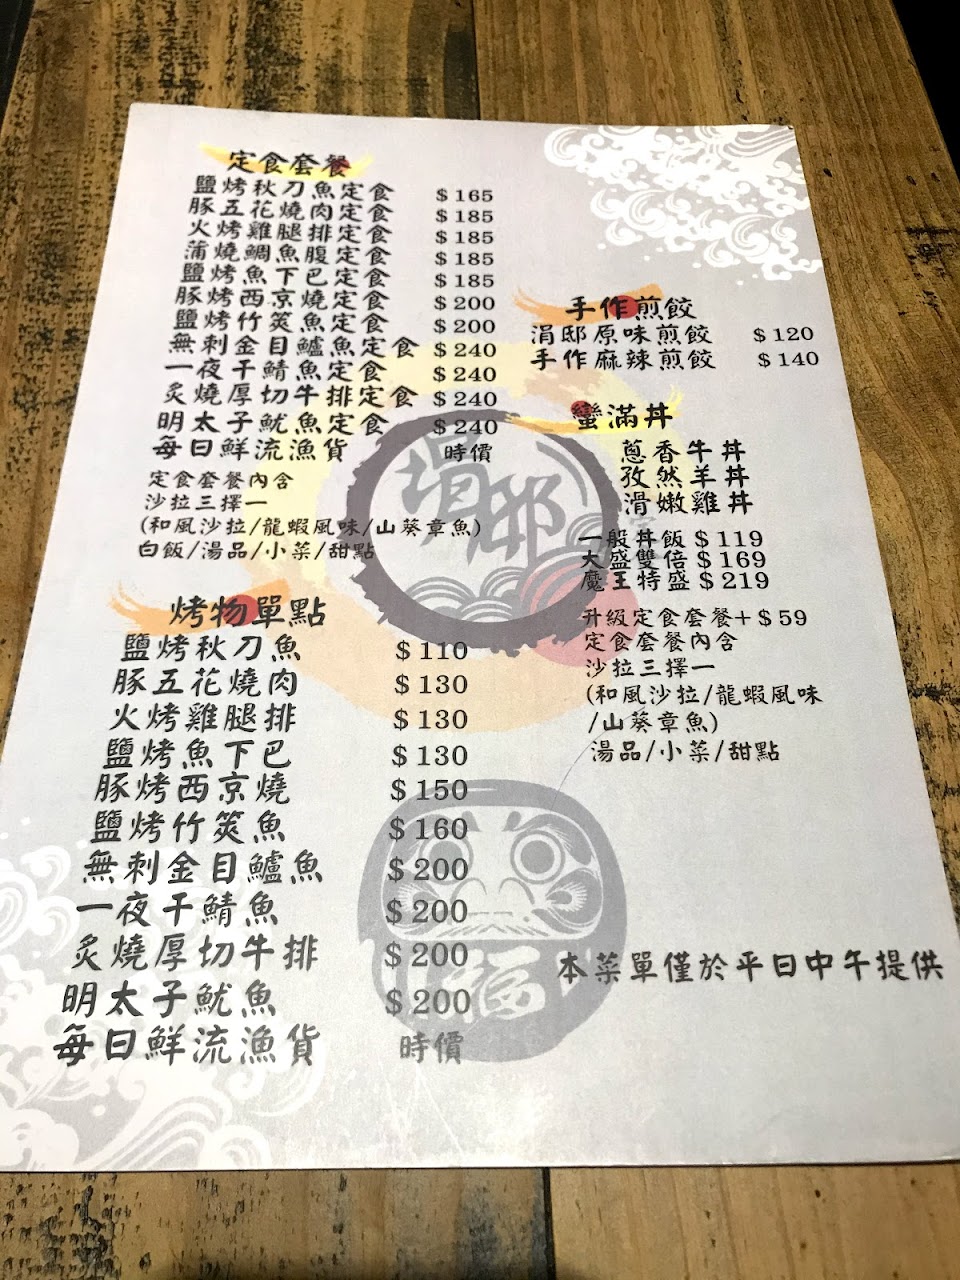 定食套餐
鹽烤秋刀魚定食 $165
豚五花燒肉定食 $185
火烤雞腿排定食 $185
蒲燒鯛魚腹定食 $185
鹽烤魚下巴定食 $185
豚烤西京燒定食 $200
鹽烤竹筴魚定食 $200
無刺金目鱸魚定食 $240
一夜干鯖魚定食 $240
炙燒厚切牛排定食 $240
明太子魷魚定食 $240
每日鮮流漁貨 時價
定食套餐內含
沙拉三擇一
(和風沙拉/龍蝦風味/山葵章魚)
白飯/湯品/小菜/甜點
烤物單點
鹽烤秋刀魚 $110
豚五花燒肉 $130
火烤雞腿排 $130
鹽烤魚下巴 $130
豚烤西京燒 $150
鹽烤竹筴魚 $160
無刺金目鱸魚 $200
一夜干鯖魚 $200
炙燒厚切牛排 $200
明太子魷魚 $200
每日鮮流漁貨 時價
手作煎餃
涓邸原味煎餃 $120
手作麻辣煎餃 $140
蠻滿丼
蔥香牛丼
孜然羊丼
滑嫩雞丼
一般丼飯 $119
大盛雙倍 $169
魔王特盛 $219
升級定食套餐+$59
定食套餐內含
沙拉三擇一
(和風沙拉/龍蝦風味
/山葵章魚)
湯品/小菜/甜點
本菜單僅於平日中午提供
涓邸
福